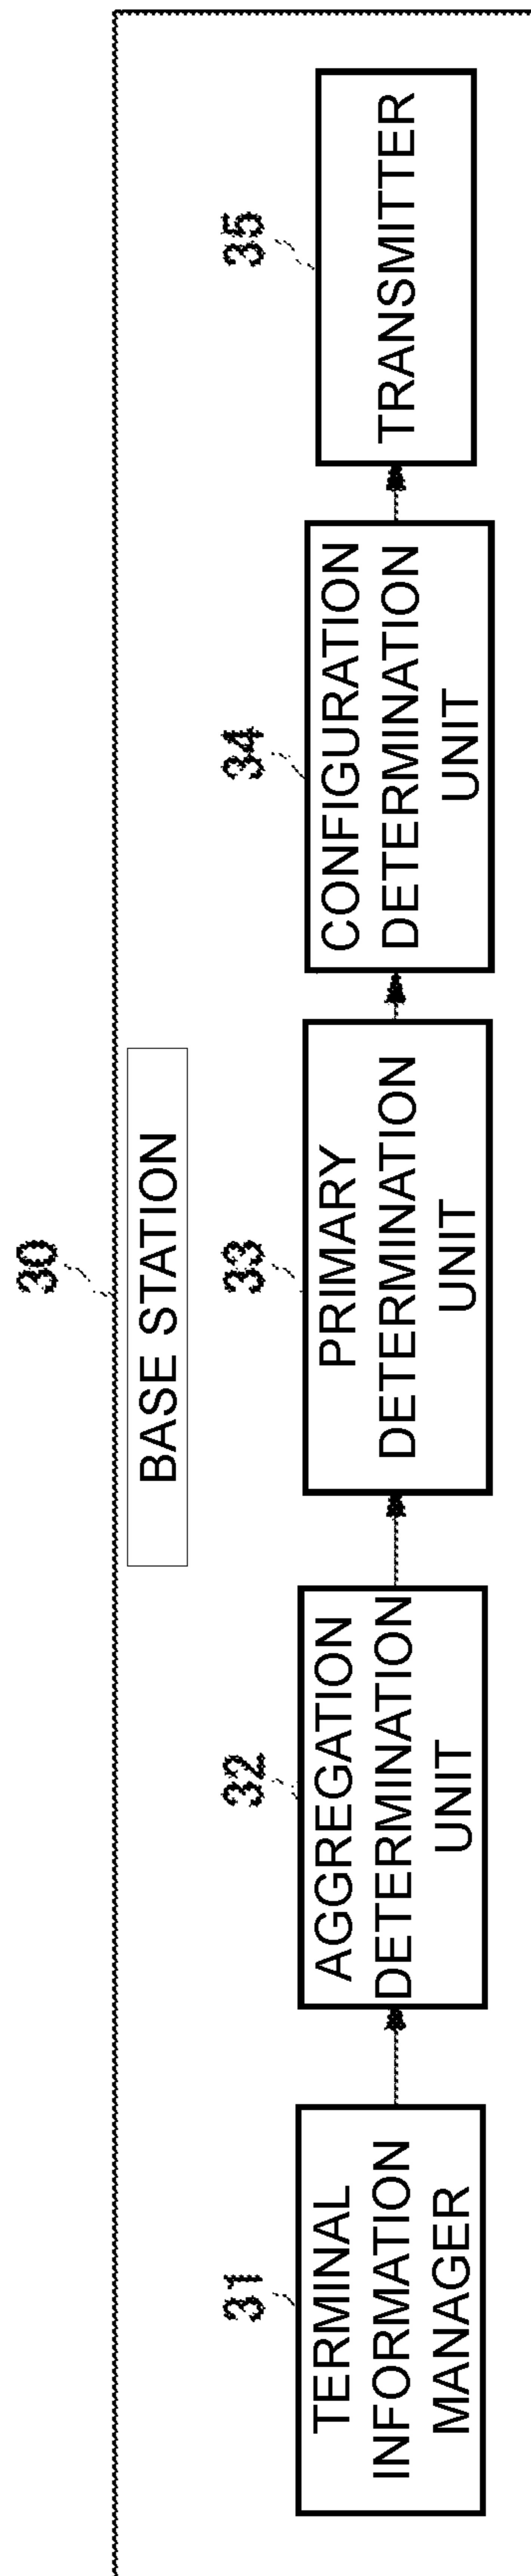 30
BASE STATION
31
TERMINAL
INFORMATION
MANAGER
32
AGGREGATION
DETERMINATION
UNIT
33
PRIMARY
DETERMINATION
UNIT
34
CONFIGURATION
DETERMINATION
UNIT
35
TRANSMITTER